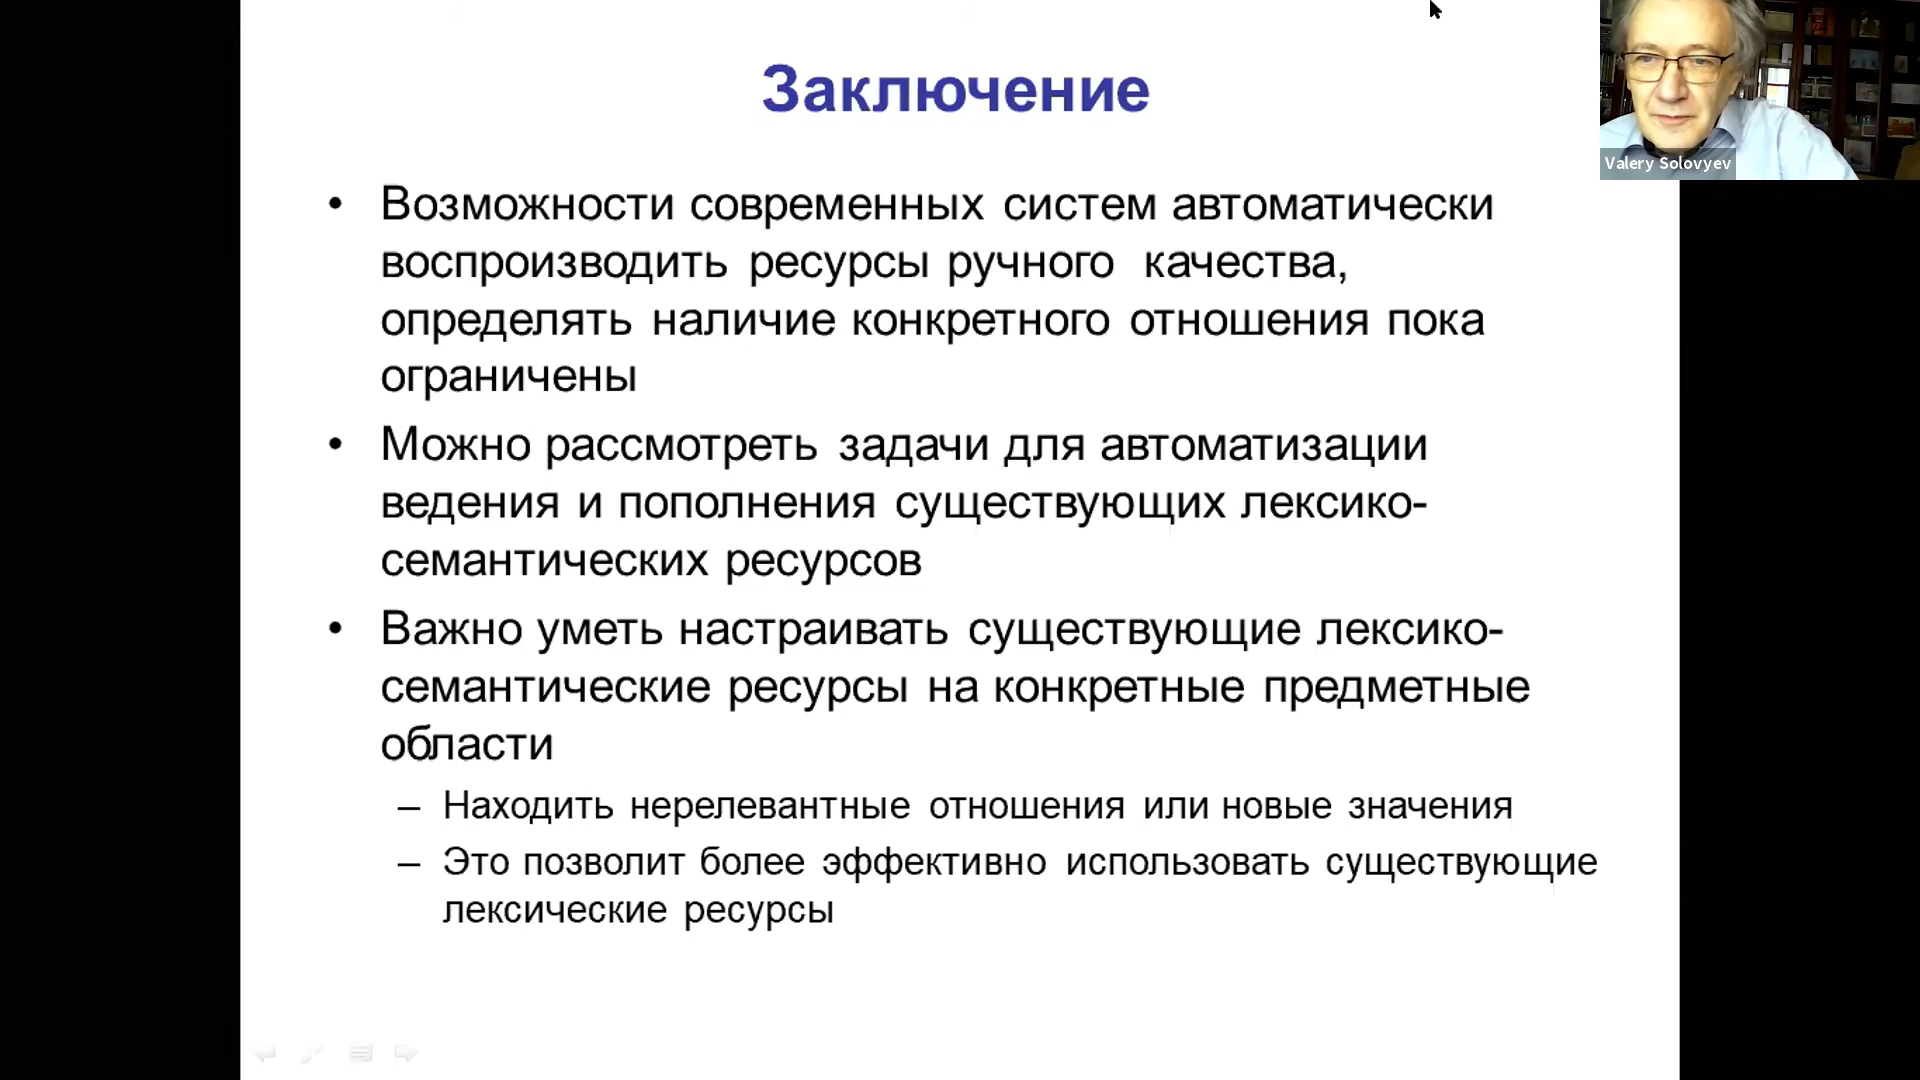 Заключение
Valery Solovyev
• Возможности современных систем автоматически
воспроизводить ресурсы ручного качества,
определять наличие конкретного отношения пока
ограничены
• Можно рассмотреть задачи для автоматизации
ведения и пополнения существующих лексико-
семантических ресурсов
• Важно уметь настраивать существующие лексико-
семантические ресурсы на конкретные предметные
области
– Находить нерелевантные отношения или новые значения
– Это позволит более эффективно использовать существующие
лексические ресурсы